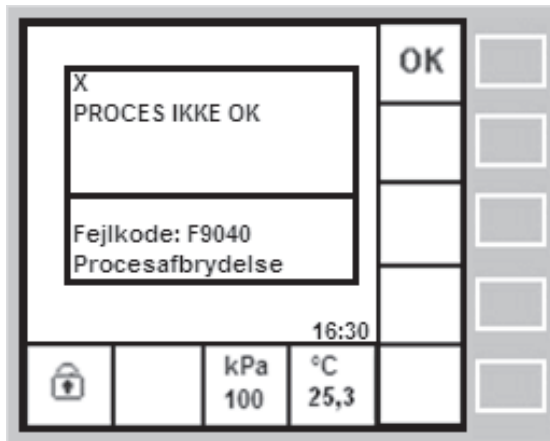 OK
X
PROCES IKKE OK
Fejlkode: F9040
Procesafbrydelse
16:30
kPa
100
°C
25,3